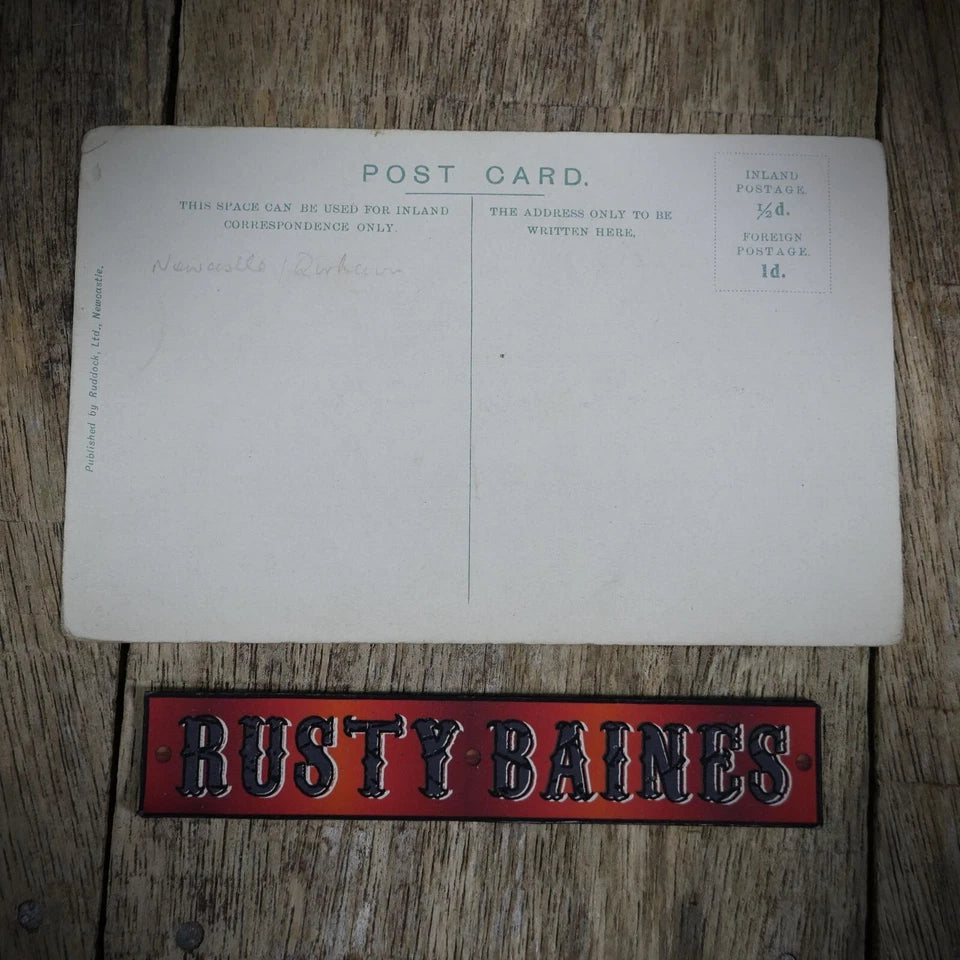 POST CARD.
THIS SPACE CAN BE USED FOR INLAND
CORRESPONDENCE ONLY.
THE ADDRESS ONLY TO BE
WRITTEN HERE.
INLAND
POSTAGE.
½d.
FOREIGN
POSTAGE.
1d.
Newcastle / Durham
Published by Ruddock, Ltd., Newcastle.
RUSTY BAINES